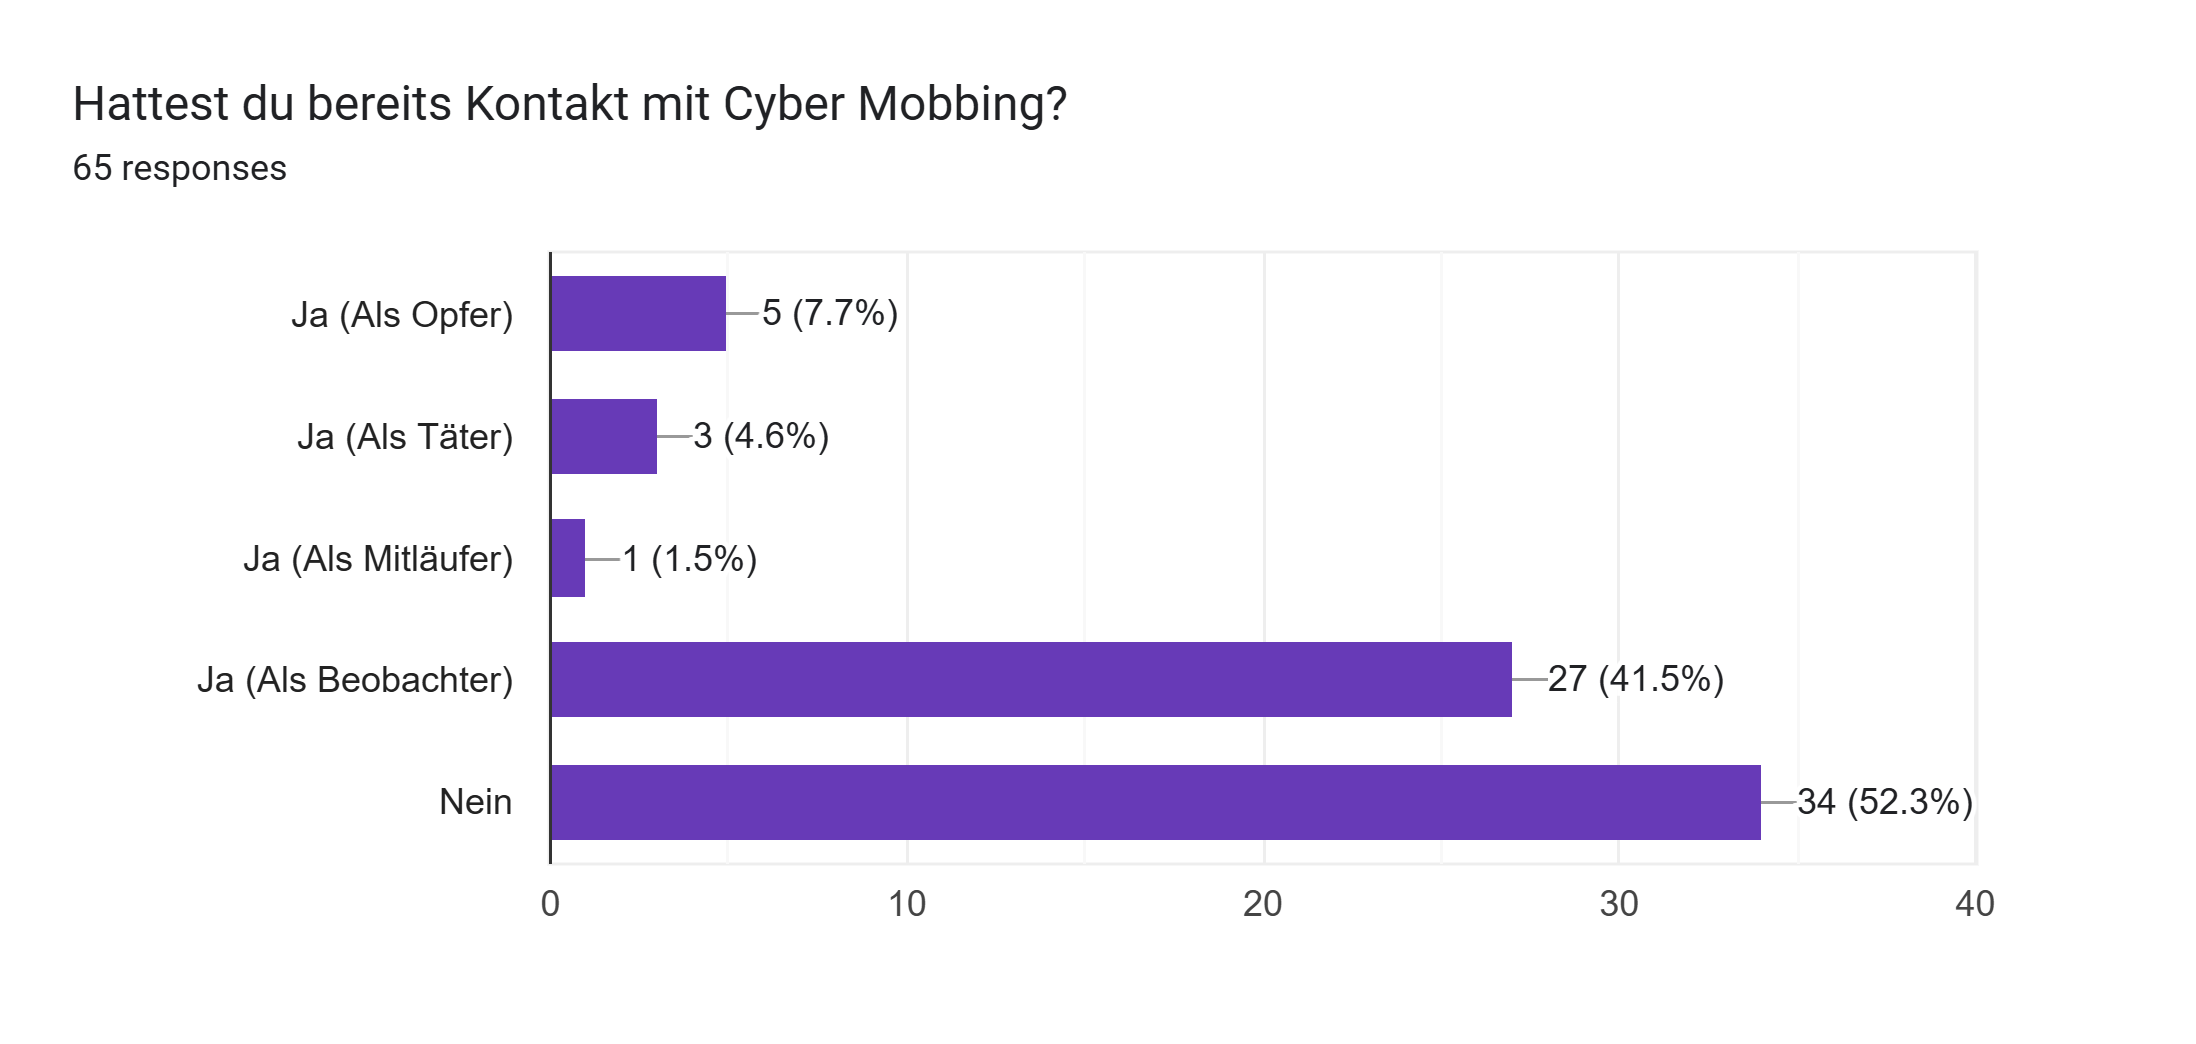 Hattest du bereits Kontakt mit Cyber Mobbing?
65 responses
Ja (Als Opfer) 5 (7.7%)
Ja (Als Täter) 3 (4.6%)
Ja (Als Mitläufer) 1 (1.5%)
Ja (Als Beobachter) 27 (41.5%)
Nein 34 (52.3%)
0 10 20 30 40